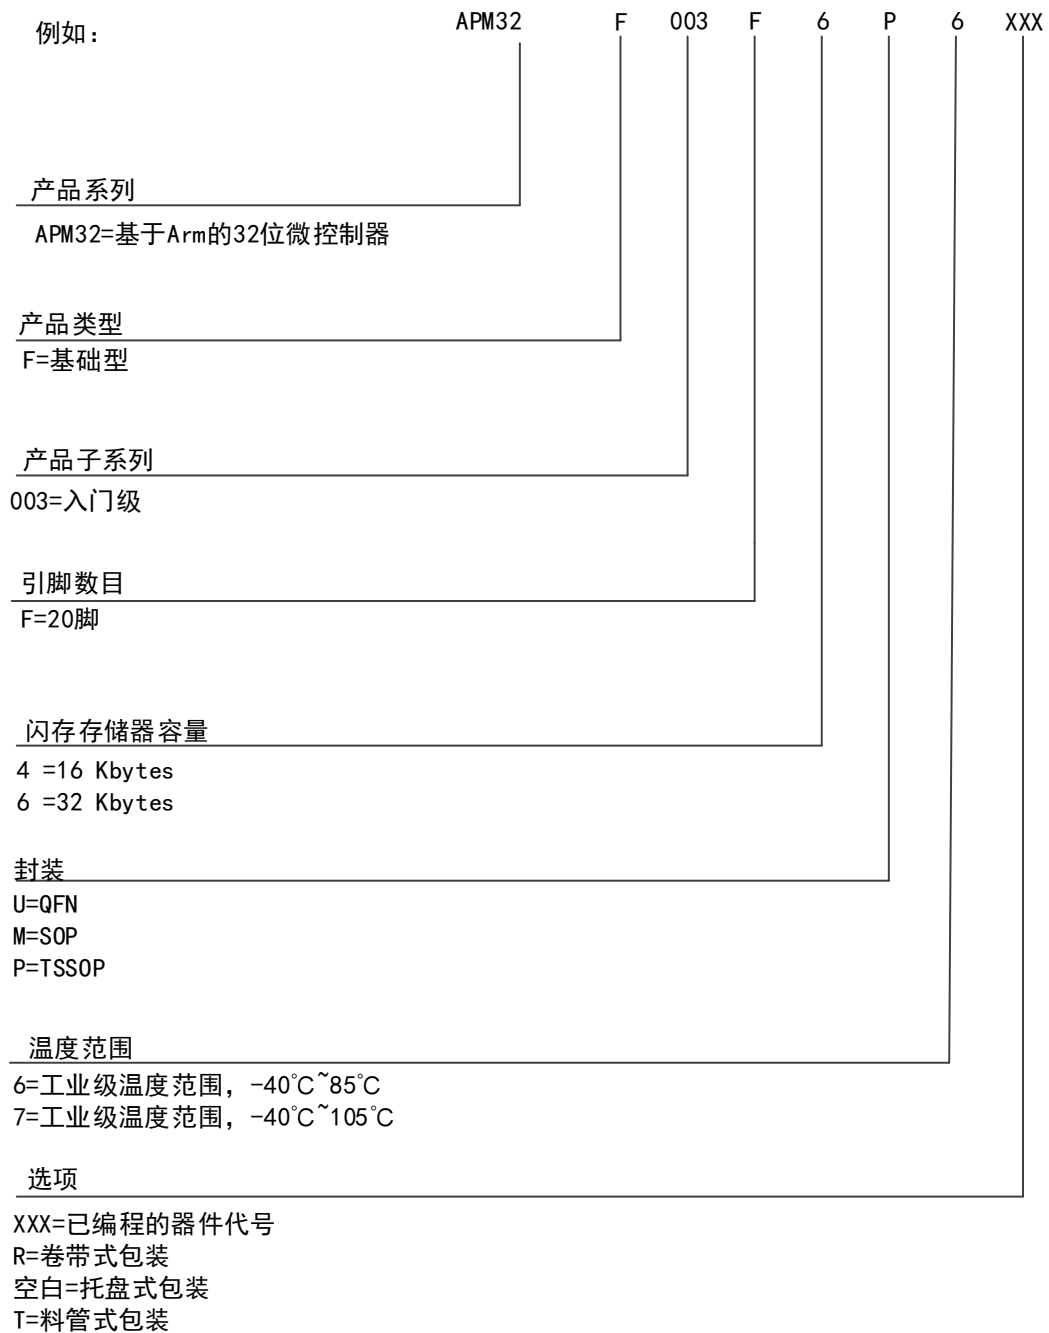 例如： APM32 F 003 F 6 P 6 XXX
产品系列
APM32=基于Arm的32位微控制器
产品类型
F=基础型
产品子系列
003=入门级
引脚数目
F=20脚
闪存存储器容量
4 =16 Kbytes
6 =32 Kbytes
封装
U=QFN
M=SOP
P=TSSOP
温度范围
6=工业级温度范围，-40℃~85℃
7=工业级温度范围，-40℃~105℃
选项
XXX=已编程的器件代号
R=卷带式包装
空白=托盘式包装
T=料管式包装